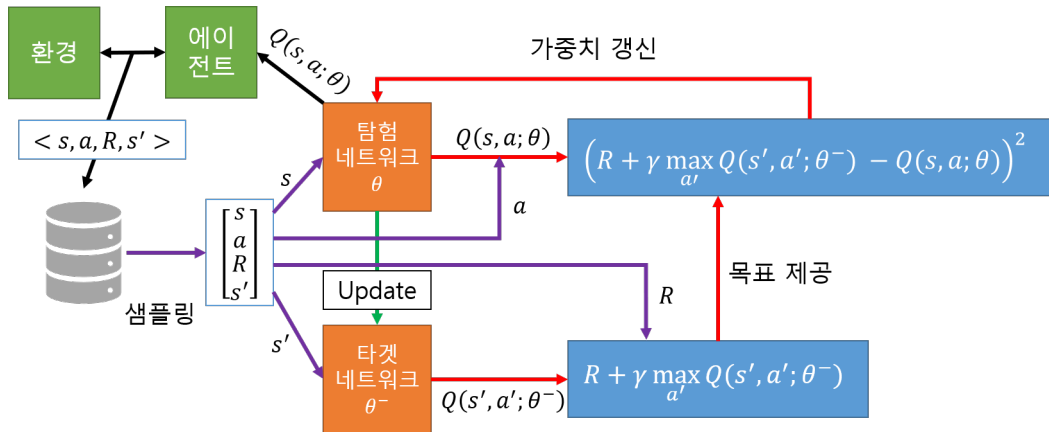 환경
에이
전트
Q(s, a; θ)
가중치 갱신
< s, a, R, s′ >
탐험
네트워크
θ
Q(s, a; θ)
(R + γ max_{a′} Q(s′, a′; θ⁻) − Q(s, a; θ))²
s
a
[s
a
R
s′]
샘플링
Update
R
목표 제공
s′
타겟
네트워크
θ⁻
Q(s′, a′; θ⁻)
R + γ max_{a′} Q(s′, a′; θ⁻)